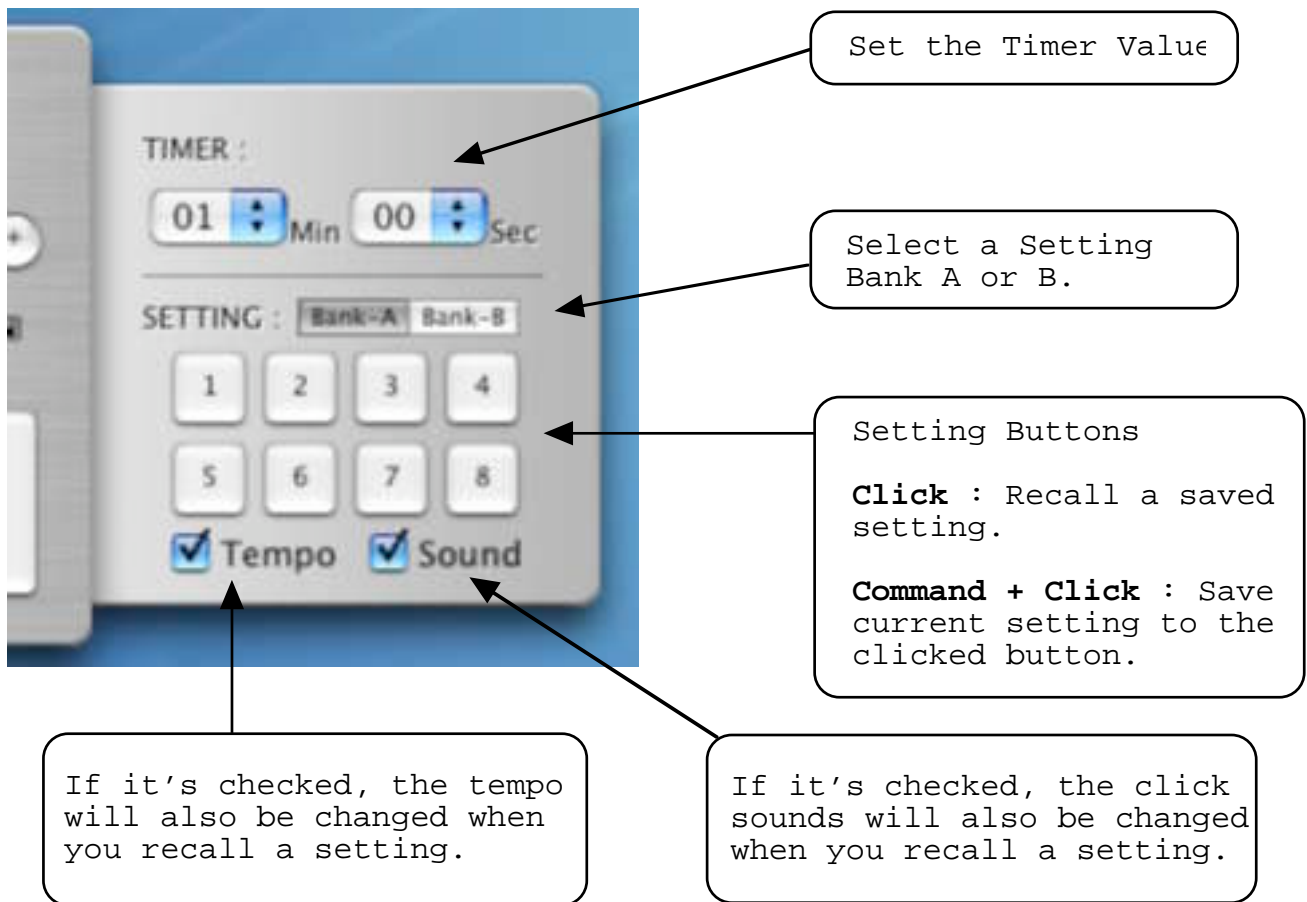 Set the Timer Value
TIMER :
01 Min 00 Sec
Select a Setting
Bank A or B.
SETTING : Bank-A Bank-B
1 2 3 4
5 6 7 8
Tempo Sound
Setting Buttons
Click : Recall a saved
setting.
Command + Click : Save
current setting to the
clicked button.
If it's checked, the tempo
will also be changed when
you recall a setting.
If it's checked, the click
sounds will also be changed
when you recall a setting.